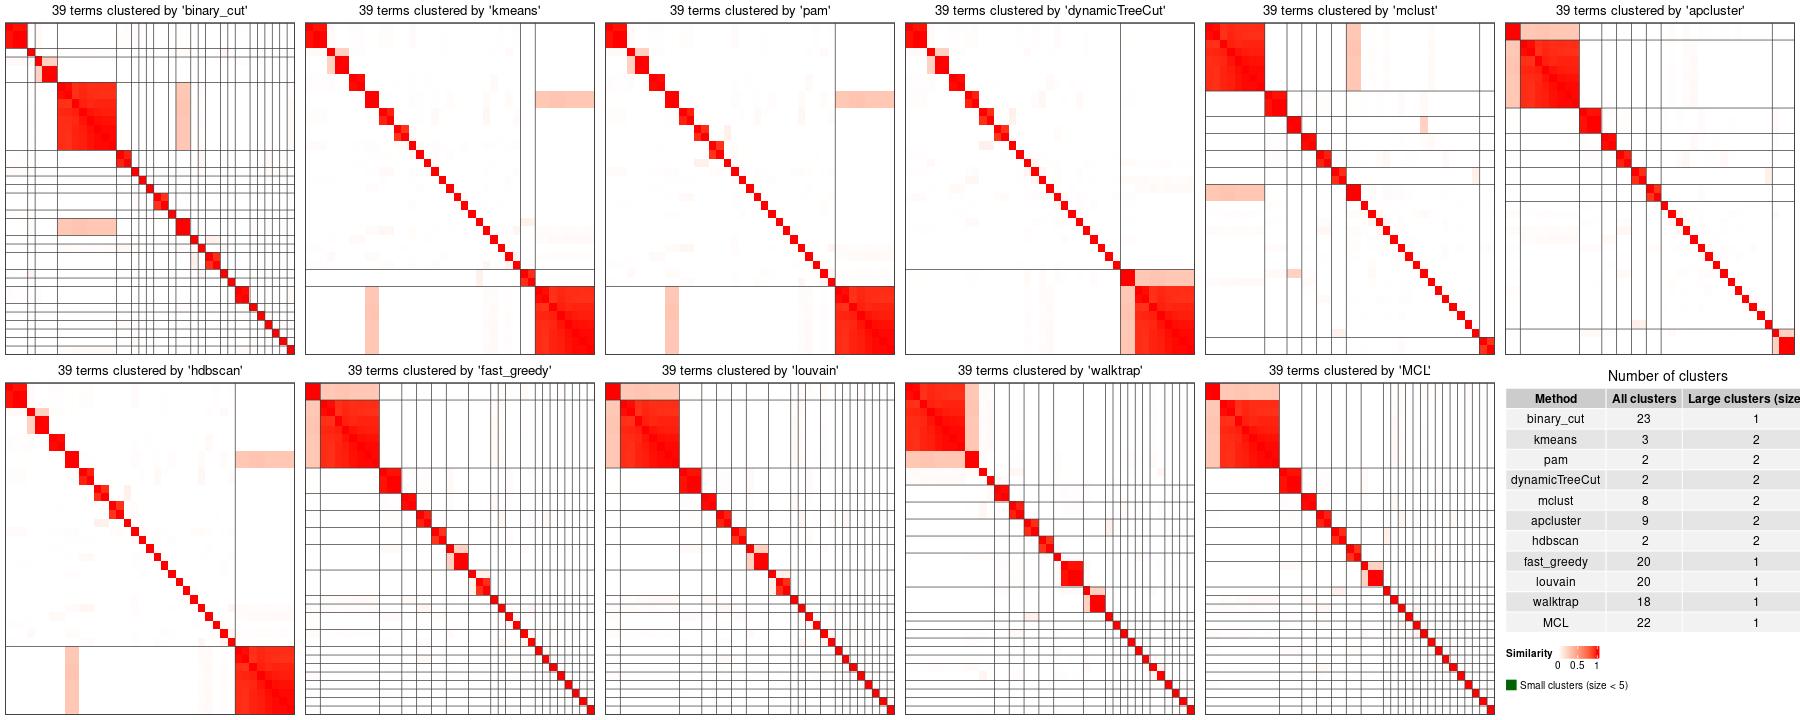 39 terms clustered by 'binary_cut'
39 terms clustered by 'kmeans'
39 terms clustered by 'pam'
39 terms clustered by 'dynamicTreeCut'
39 terms clustered by 'mclust'
39 terms clustered by 'apcluster'
39 terms clustered by 'hdbscan'
39 terms clustered by 'fast_greedy'
39 terms clustered by 'louvain'
39 terms clustered by 'walktrap'
39 terms clustered by 'MCL'
Number of clusters
Method All clusters Large clusters (size
binary_cut 23 1
kmeans 3 2
pam 2 2
dynamicTreeCut 2 2
mclust 8 2
apcluster 9 2
hdbscan 2 2
fast_greedy 20 1
louvain 20 1
walktrap 18 1
MCL 22 1
Similarity
0 0.5 1
Small clusters (size < 5)